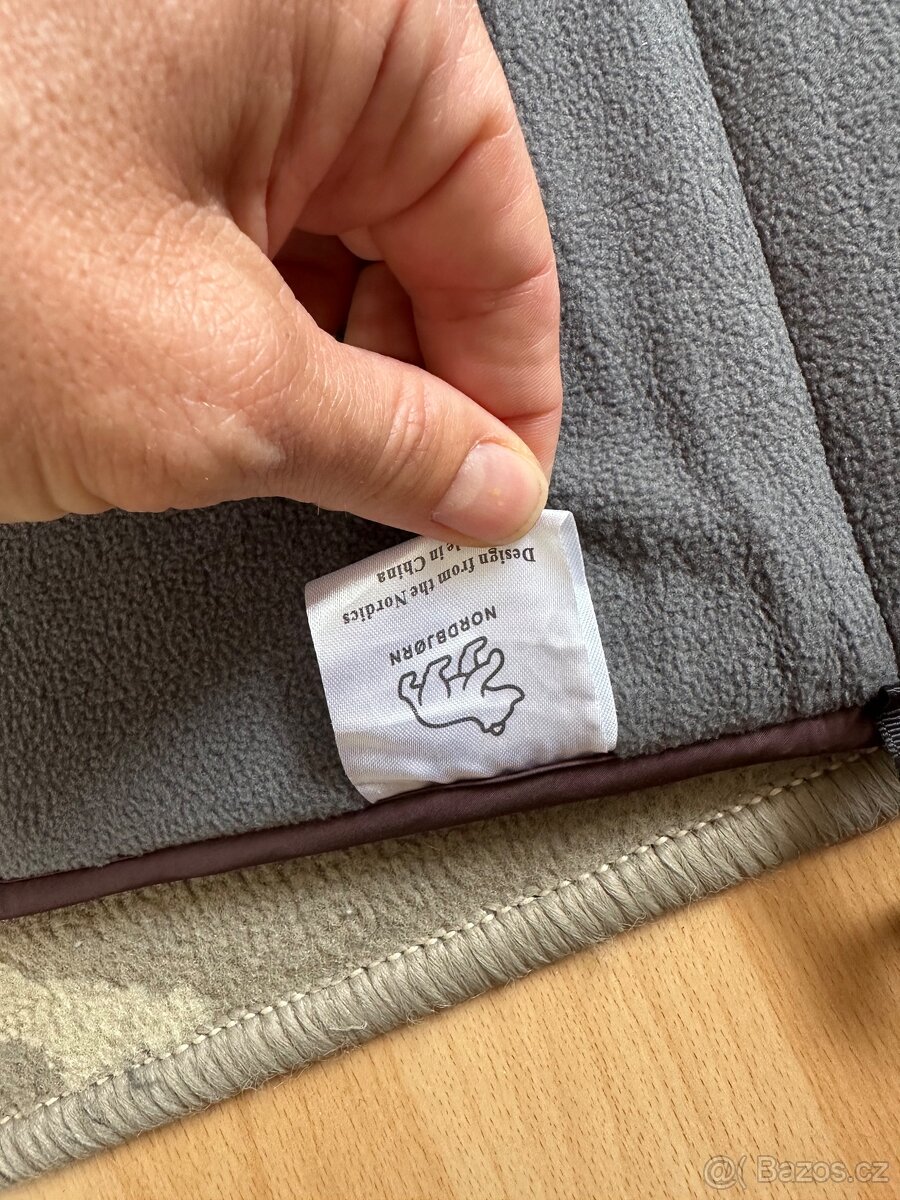 NORDBJØRN
Design from the Nordics
in China
@ Bazos.cz